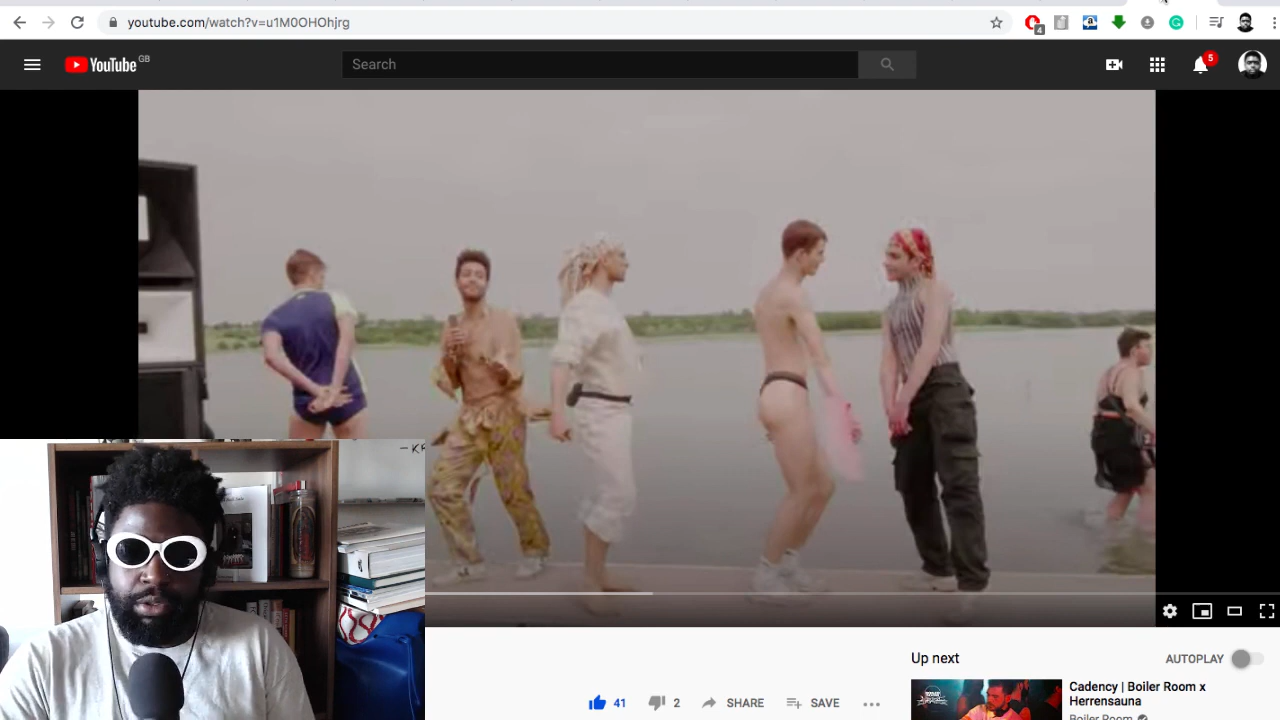 youtube.com/watch?v=u1M0OHOhjrg
4
YouTube GB
Search
5
Up next
AUTOPLAY
Cadency | Boiler Room x
Herrensauna
Boiler Room
41
2
SHARE
SAVE